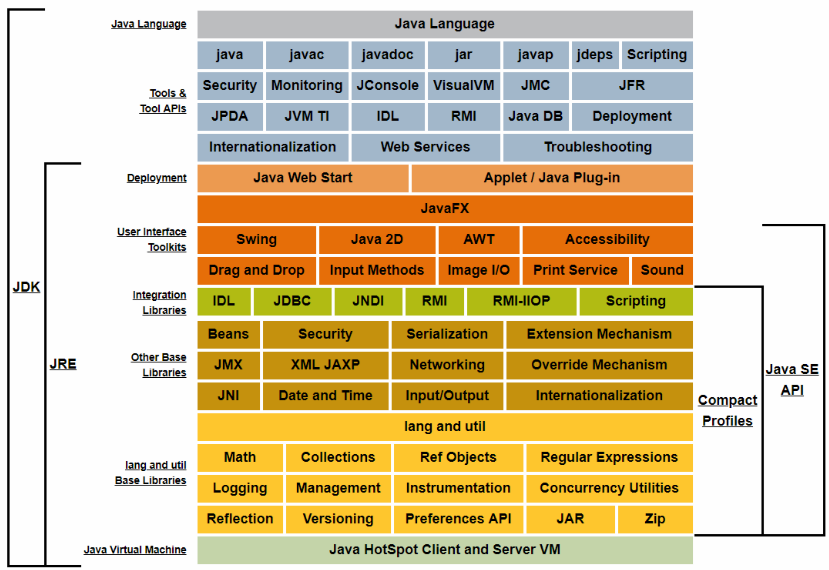 Java Language Java Language
java javac javadoc jar javap jdeps Scripting
Security Monitoring JConsole VisualVM JMC JFR
Tools &
Tool APIs
JPDA JVM TI IDL RMI Java DB Deployment
Internationalization Web Services Troubleshooting
Deployment Java Web Start Applet / Java Plug-in
JavaFX
User Interface
Toolkits
Swing Java 2D AWT Accessibility
Drag and Drop Input Methods Image I/O Print Service Sound
Integration
Libraries
IDL JDBC JNDI RMI RMI-IIOP Scripting
Beans Security Serialization Extension Mechanism
Other Base
Libraries
JMX XML JAXP Networking Override Mechanism
JNI Date and Time Input/Output Internationalization
lang and util
Math Collections Ref Objects Regular Expressions
lang and util
Base Libraries
Logging Management Instrumentation Concurrency Utilities
Reflection Versioning Preferences API JAR Zip
Java Virtual Machine Java HotSpot Client and Server VM
JDK
JRE
Compact
Profiles
Java SE
API